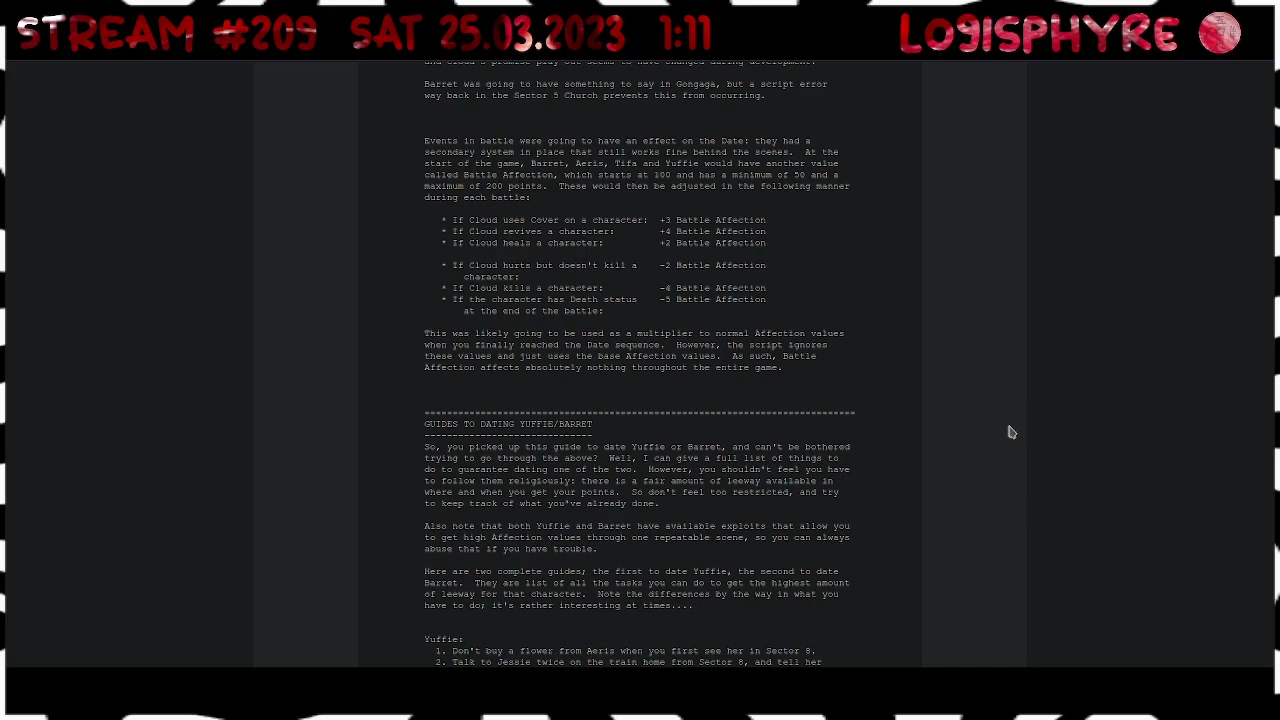 STREAM #209 SAT 25.03.2023 1:11 LO9ISPHYRE
and Cloud's promise play out seems to have changed during development.
Barret was going to have something to say in Gongaga, but a script error
way back in the Sector 5 Church prevents this from occurring.
Events in battle were going to have an effect on the Date: they had a
secondary system in place that still works fine behind the scenes. At the
start of the game, Barret, Aeris, Tifa and Yuffie would have another value
called Battle Affection, which starts at 100 and has a minimum of 50 and a
maximum of 200 points. These would then be adjusted in the following manner
during each battle:
* If Cloud uses Cover on a character: +3 Battle Affection
* If Cloud revives a character: +4 Battle Affection
* If Cloud heals a character: +2 Battle Affection
* If Cloud hurts but doesn't kill a -2 Battle Affection
character:
* If Cloud kills a character: -4 Battle Affection
* If the character has Death status -5 Battle Affection
at the end of the battle:
This was likely going to be used as a multiplier to normal Affection values
when you finally reached the Date sequence. However, the script ignores
these values and just uses the base Affection values. As such, Battle
Affection affects absolutely nothing throughout the entire game.
=============================================================================
GUIDES TO DATING YUFFIE/BARRET
------------------------------
So, you picked up this guide to date Yuffie or Barret, and can't be bothered
trying to go through the above? Well, I can give a full list of things to
do to guarantee dating one of the two. However, you shouldn't feel you have
to follow them religiously: there is a fair amount of leeway available in
where and when you get your points. So don't feel too restricted, and try
to keep track of what you've already done.
Also note that both Yuffie and Barret have available exploits that allow you
to get high Affection values through one repeatable scene, so you can always
abuse that if you have trouble.
Here are two complete guides; the first to date Yuffie, the second to date
Barret. They are list of all the tasks you can do to get the highest amount
of leeway for that character. Note the differences by the way in what you
have to do; it's rather interesting at times....
Yuffie:
1. Don't buy a flower from Aeris when you first see her in Sector 8.
2. Talk to Jessie twice on the train home from Sector 8, and tell her